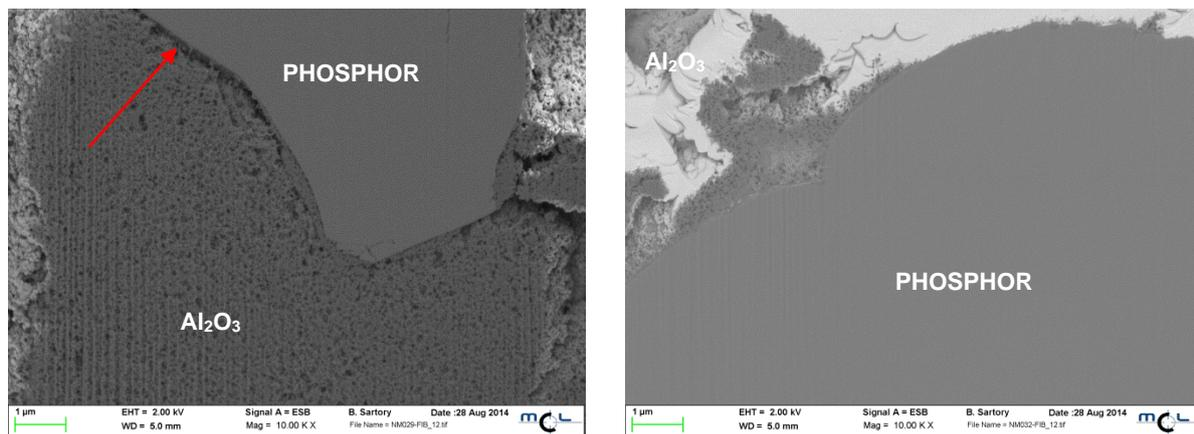 PHOSPHOR
Al₂O₃
1 µm
EHT = 2.00 kV
WD = 5.0 mm
Signal A = ESB
Mag = 10.00 K X
B. Sartory
File Name = NM029-FIB_12.tif
Date :28 Aug 2014
MCL
Al₂O₃
PHOSPHOR
1 µm
EHT = 2.00 kV
WD = 5.0 mm
Signal A = ESB
Mag = 10.00 K X
B. Sartory
File Name = NM032-FIB_12.tif
Date :28 Aug 2014
MCL